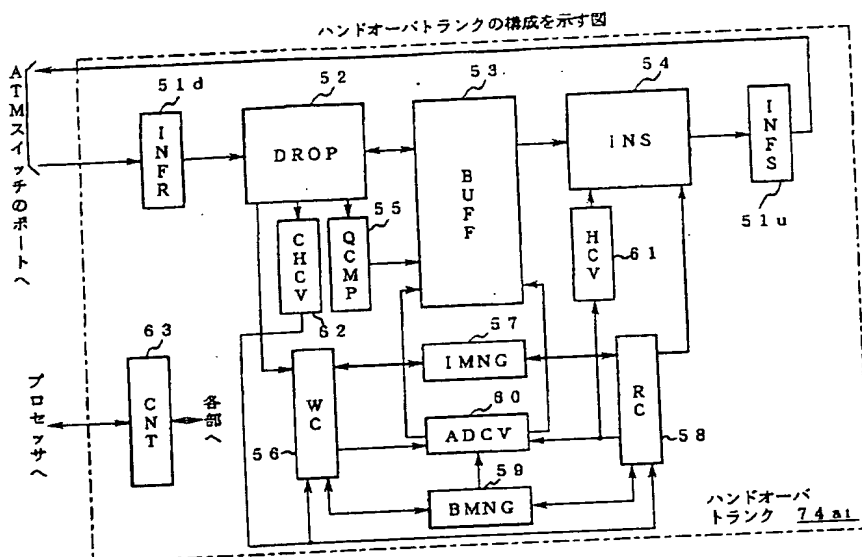 ハンドオーバトランクの構成を示す図
ATMスイッチのポートへ
51d
INFR
52
DROP
53
BUFF
54
INS
INFS
51u
CHCV
62
QCMP
55
HCV
61
57
IMNG
63
CNT
プロセッサへ
各部へ
WC
56
60
ADCV
59
BMNG
RC
58
ハンドオーバ
トランク 74a1